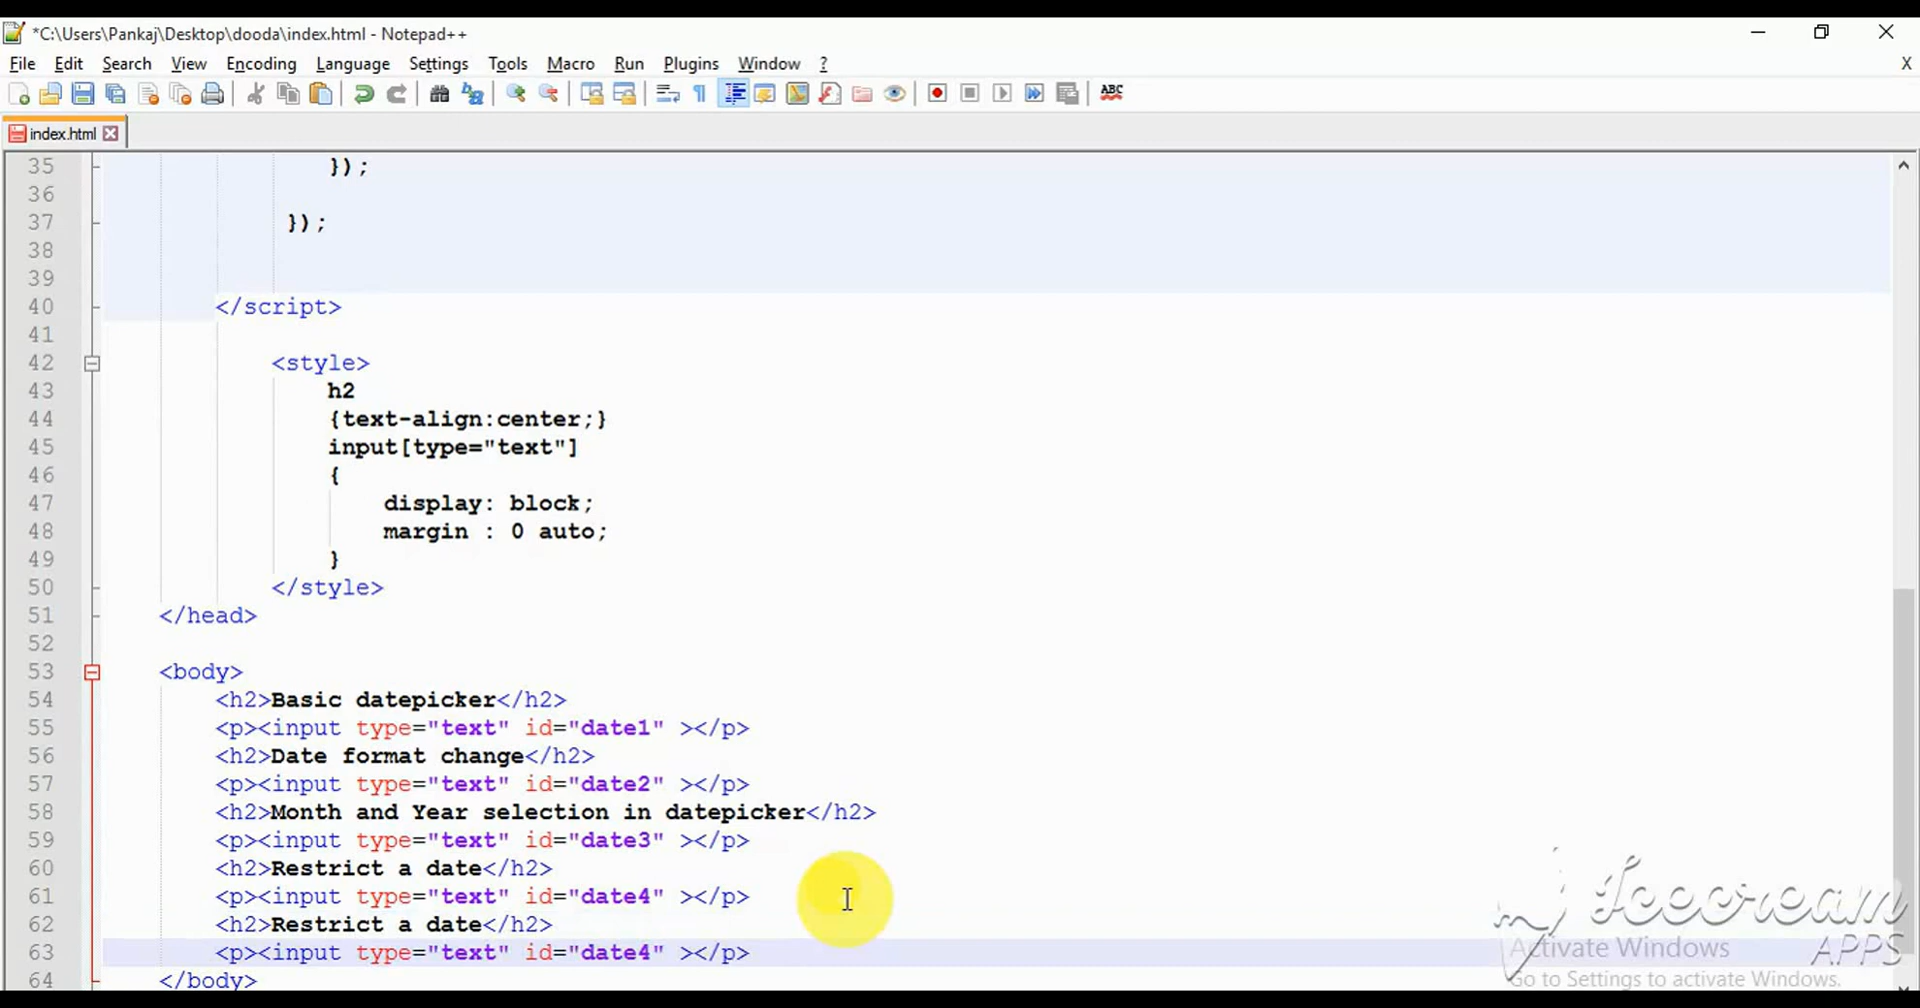 *C:\Users\Pankaj\Desktop\dooda\index.html - Notepad++
File Edit Search View Encoding Language Settings Tools Macro Run Plugins Window ? X
ABC
index.html
35 });
36
37 });
38
39
40 </script>
41
42 <style>
43 h2
44 {text-align:center;}
45 input[type="text"]
46 {
47 display: block;
48 margin : 0 auto;
49 }
50 </style>
51 </head>
52
53 <body>
54 <h2>Basic datepicker</h2>
55 <p><input type="text" id="date1" ></p>
56 <h2>Date format change</h2>
57 <p><input type="text" id="date2" ></p>
58 <h2>Month and Year selection in datepicker</h2>
59 <p><input type="text" id="date3" ></p>
60 <h2>Restrict a date</h2>
61 <p><input type="text" id="date4" ></p>
62 <h2>Restrict a date</h2>
63 <p><input type="text" id="date4" ></p>
64 </body>
Icecream
APPS
Activate Windows
Go to Settings to activate Windows.